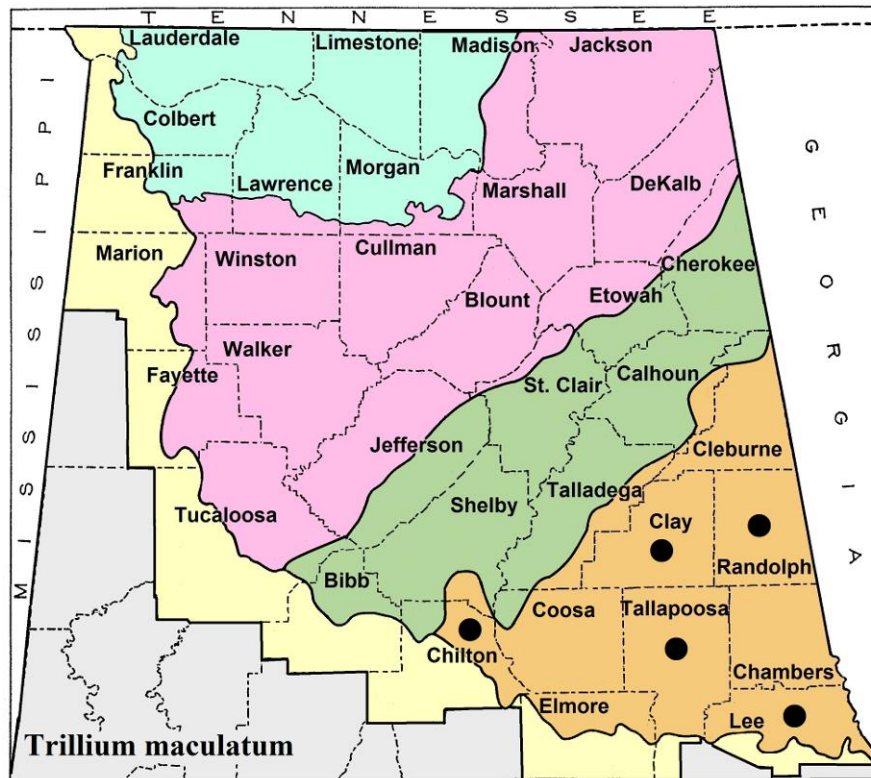 T E N N E S S E E
Lauderdale Limestone Madison Jackson
Colbert
Franklin Lawrence Morgan Marshall DeKalb
Marion Winston Cullman Cherokee
Blount Etowah
Walker
Fayette St. Clair Calhoun
Jefferson Cleburne
Tucaloosa Shelby Talladega Clay
Bibb Randolph
Coosa Tallapoosa
Chilton Chambers
Elmore Lee
M I S S I S S I P P I
G E O R G I A
Trillium maculatum